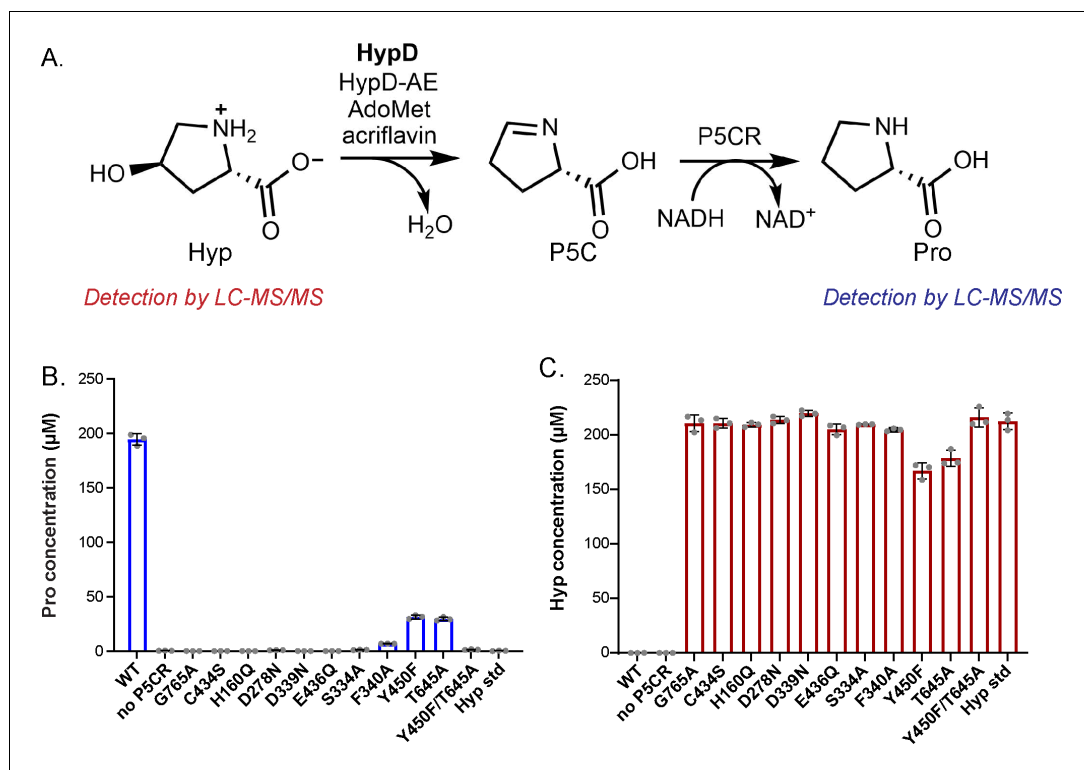 A.
HypD
HypD-AE
AdoMet
acriflavin
+
NH2
HO
O−
O
Hyp
H2O
N
OH
O
P5C
P5CR
NADH
NAD+
NH
OH
O
Pro
Detection by LC-MS/MS
Detection by LC-MS/MS
B.
Pro concentration (µM)
250
200
150
100
50
0
WT
no P5CR
G765A
C434S
H160Q
D278N
D339N
E436Q
S334A
F340A
Y450F
T645A
Y450F/T645A
Hyp std
C.
Hyp concentration (µM)
250
200
150
100
50
0
WT
no P5CR
G765A
C434S
H160Q
D278N
D339N
E436Q
S334A
F340A
Y450F
T645A
Y450F/T645A
Hyp std